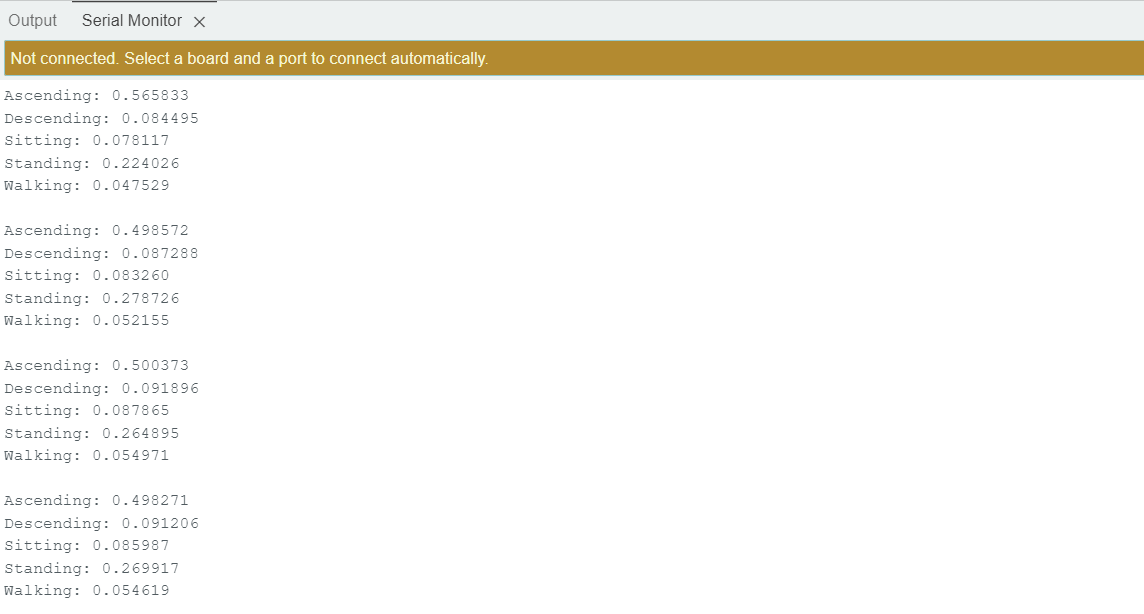 Output Serial Monitor
Not connected. Select a board and a port to connect automatically.
Ascending: 0.565833
Descending: 0.084495
Sitting: 0.078117
Standing: 0.224026
Walking: 0.047529
Ascending: 0.498572
Descending: 0.087288
Sitting: 0.083260
Standing: 0.278726
Walking: 0.052155
Ascending: 0.500373
Descending: 0.091896
Sitting: 0.087865
Standing: 0.264895
Walking: 0.054971
Ascending: 0.498271
Descending: 0.091206
Sitting: 0.085987
Standing: 0.269917
Walking: 0.054619